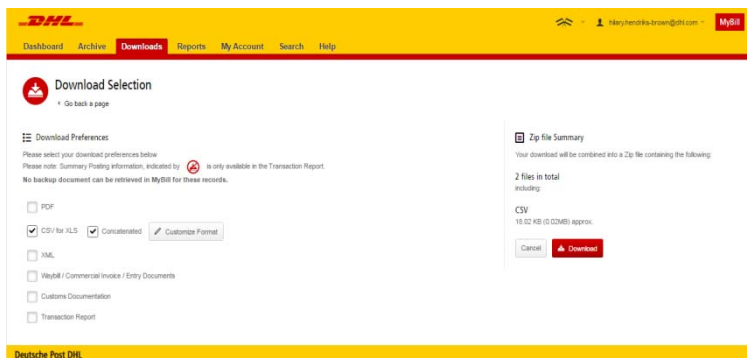 DHL
hilary.hendriks-brown@dhl.com
MyBill
Dashboard Archive Downloads Reports My Account Search Help
Download Selection
Go back a page
Download Preferences
Please select your download preferences below
Please note: Summary Posting information, indicated by is only available in the Transaction Report.
No backup document can be retrieved in MyBill for these records.
PDF
CSV for XLS Concatenated Customize Format
XML
Waybill / Commercial Invoice / Entry Documents
Customs Documentation
Transaction Report
Zip file Summary
Your download will be combined into a Zip file containing the following:
2 files in total
including:
CSV
16.02 KB (0.02MB) approx.
Cancel Download
Deutsche Post DHL